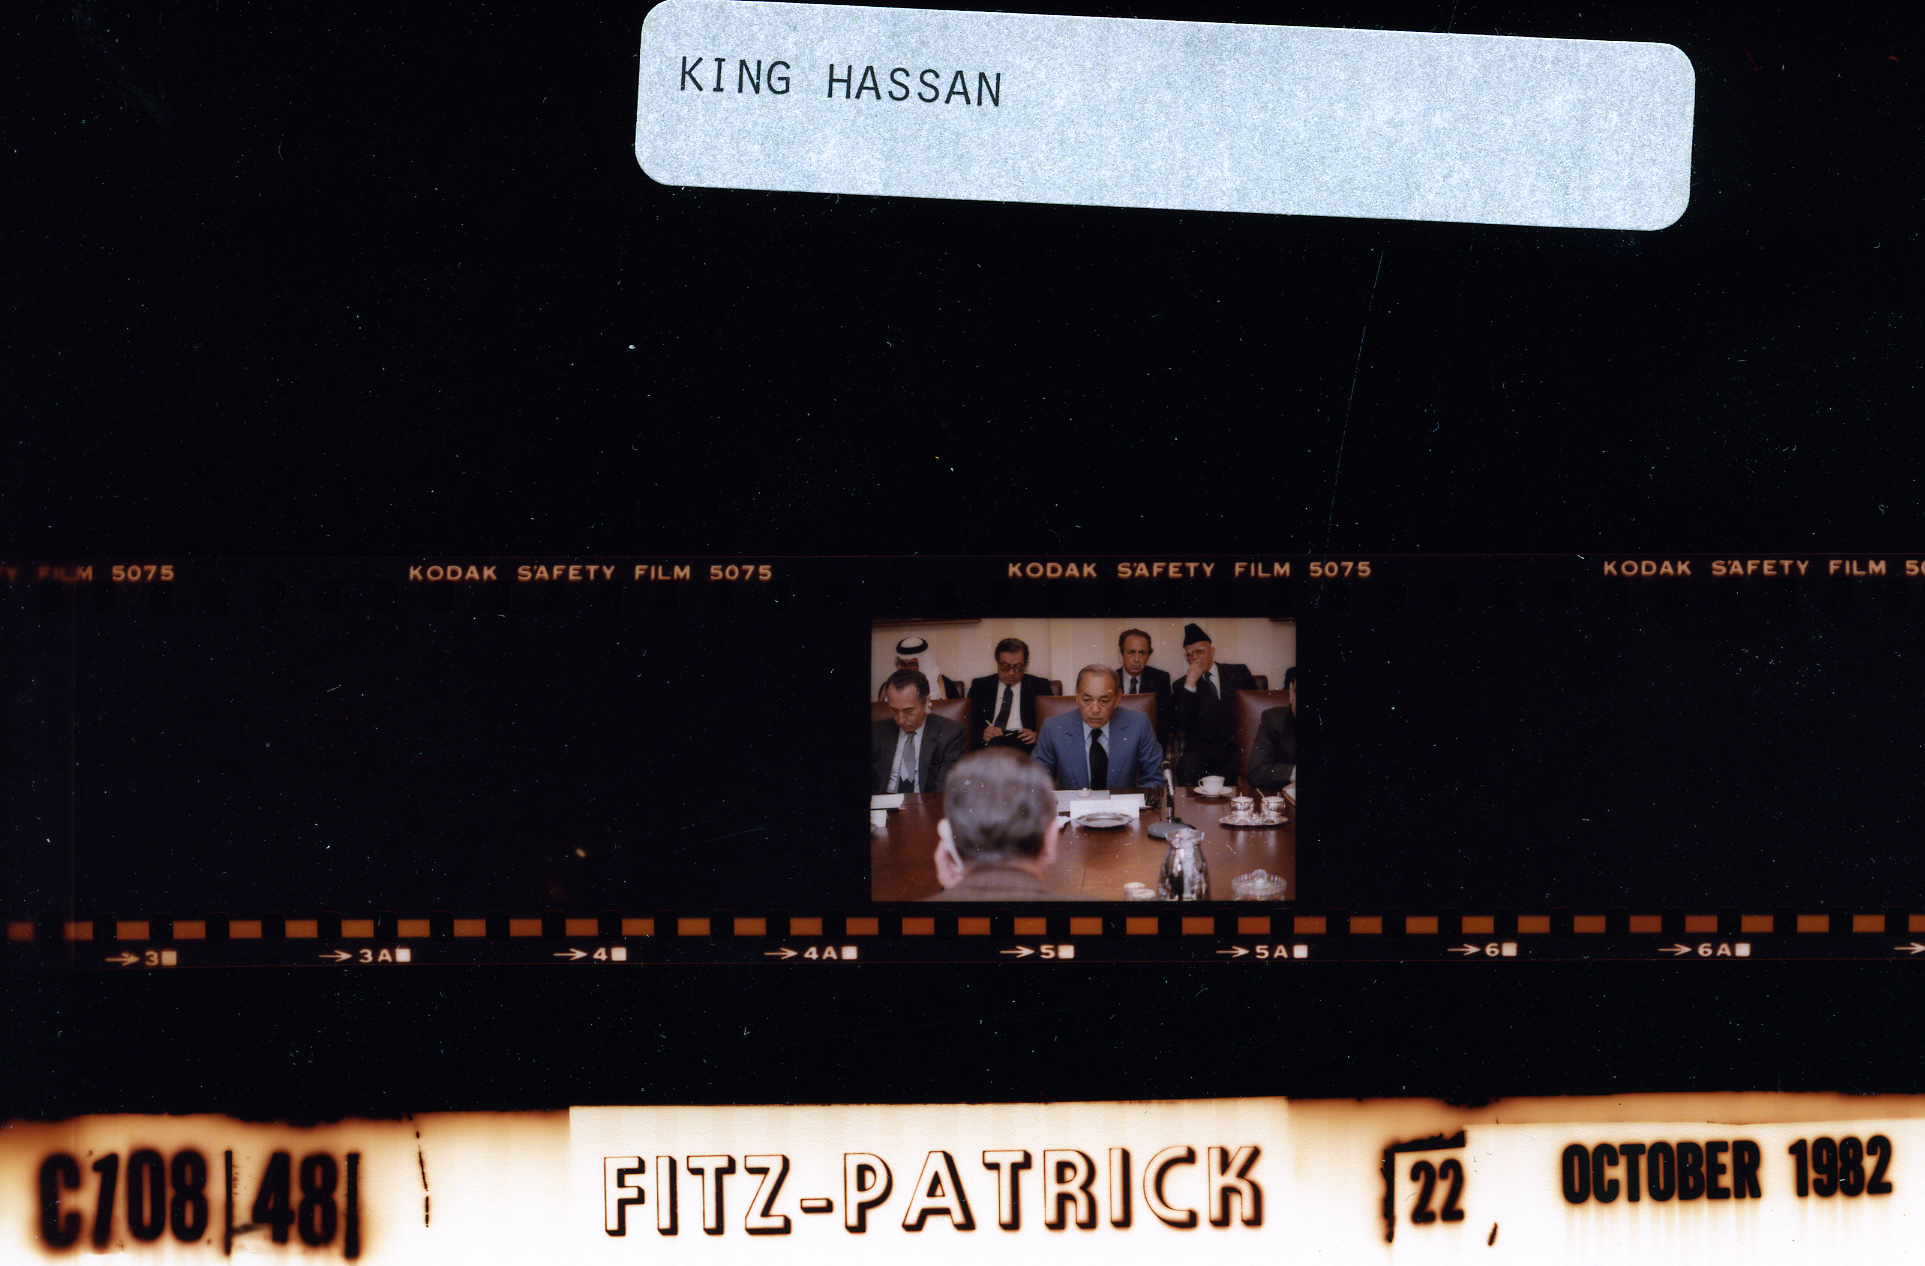 KING HASSAN
FILM 5075 KODAK SAFETY FILM 5075 KODAK SAFETY FILM 5075 KODAK SAFETY FILM
→3 →3A →4 →4A →5 →5A →6 →6A
C708 48 FITZ-PATRICK 22 OCTOBER 1982